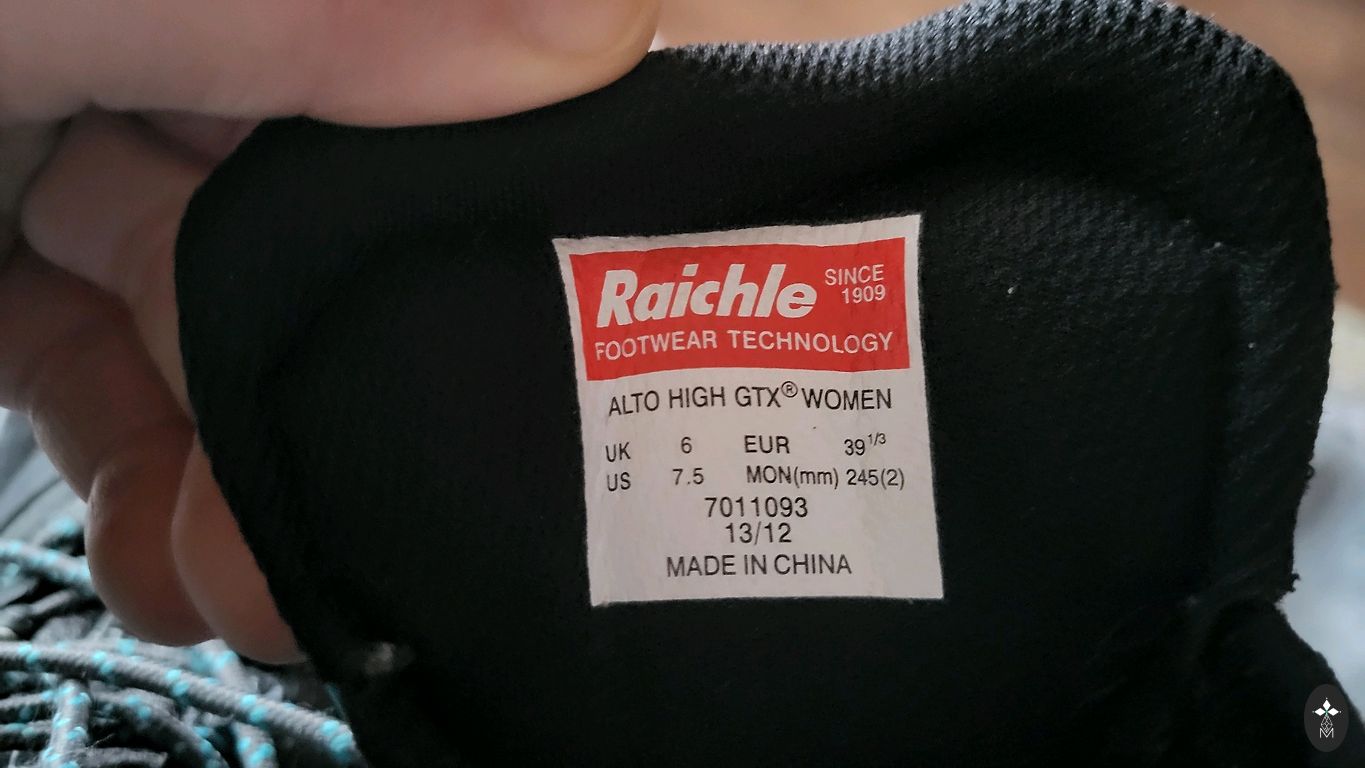 Raichle SINCE 1909
FOOTWEAR TECHNOLOGY
ALTO HIGH GTX® WOMEN
UK 6 EUR 39 1/3
US 7.5 MON(mm) 245(2)
7011093
13/12
MADE IN CHINA
M